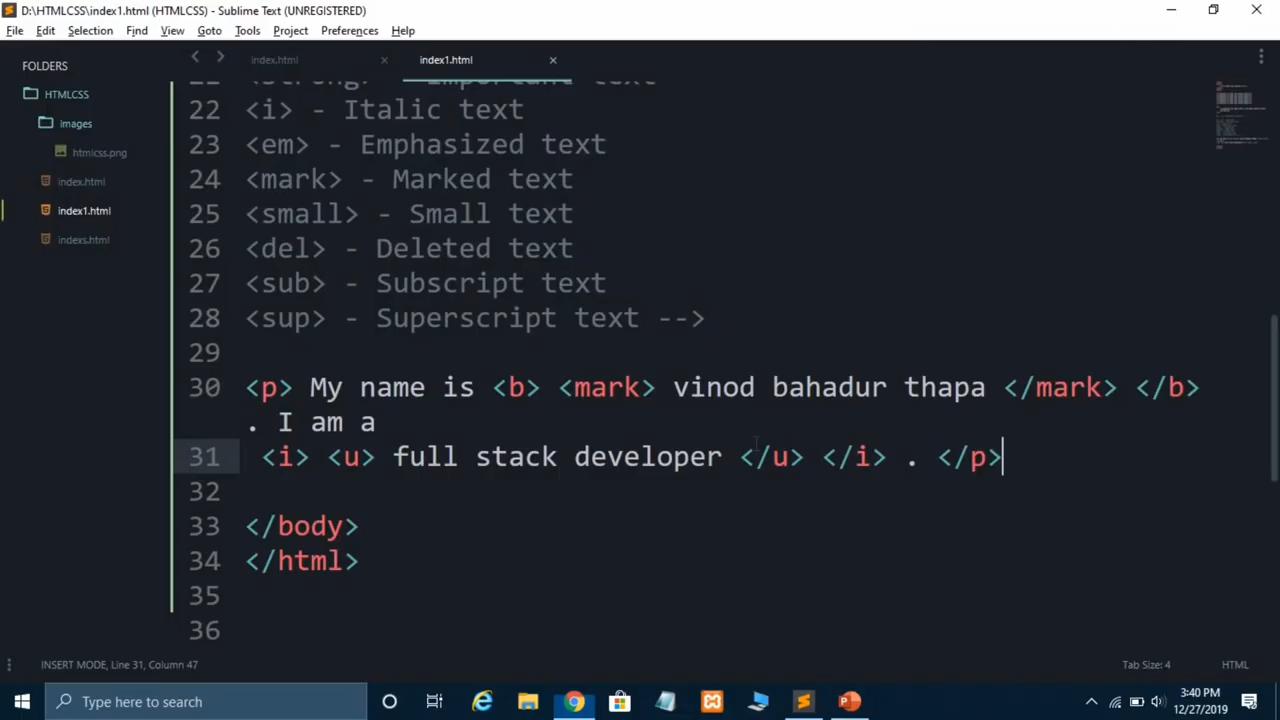 D:\HTMLCSS\index1.html (HTMLCSS) - Sublime Text (UNREGISTERED)
File Edit Selection Find View Goto Tools Project Preferences Help
FOLDERS
HTMLCSS
images
htmlcss.png
index.html
index1.html
indexs.html
index.html
index1.html
22 <i> - Italic text
23 <em> - Emphasized text
24 <mark> - Marked text
25 <small> - Small text
26 <del> - Deleted text
27 <sub> - Subscript text
28 <sup> - Superscript text -->
29
30 <p> My name is <b> <mark> vinod bahadur thapa </mark> </b>
. I am a
31 <i> <u> full stack developer </u> </i> . </p>
32
33 </body>
34 </html>
35
36
INSERT MODE, Line 31, Column 47
Tab Size: 4
HTML
Type here to search
3:40 PM
12/27/2019